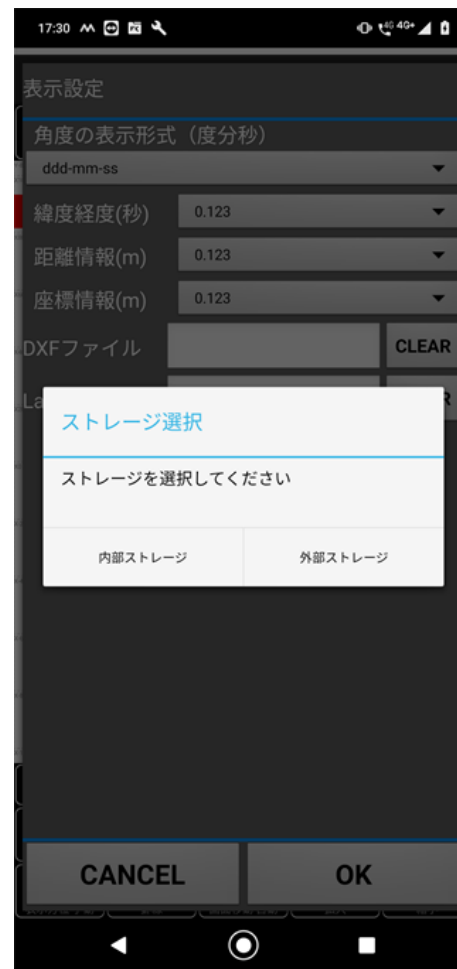 17:30
4G 4G+
表示設定
角度の表示形式（度分秒）
ddd-mm-ss
緯度経度(秒)
0.123
距離情報(m)
0.123
座標情報(m)
0.123
DXFファイル
CLEAR
La
R
ストレージ選択
ストレージを選択してください
内部ストレージ
外部ストレージ
CANCEL
OK